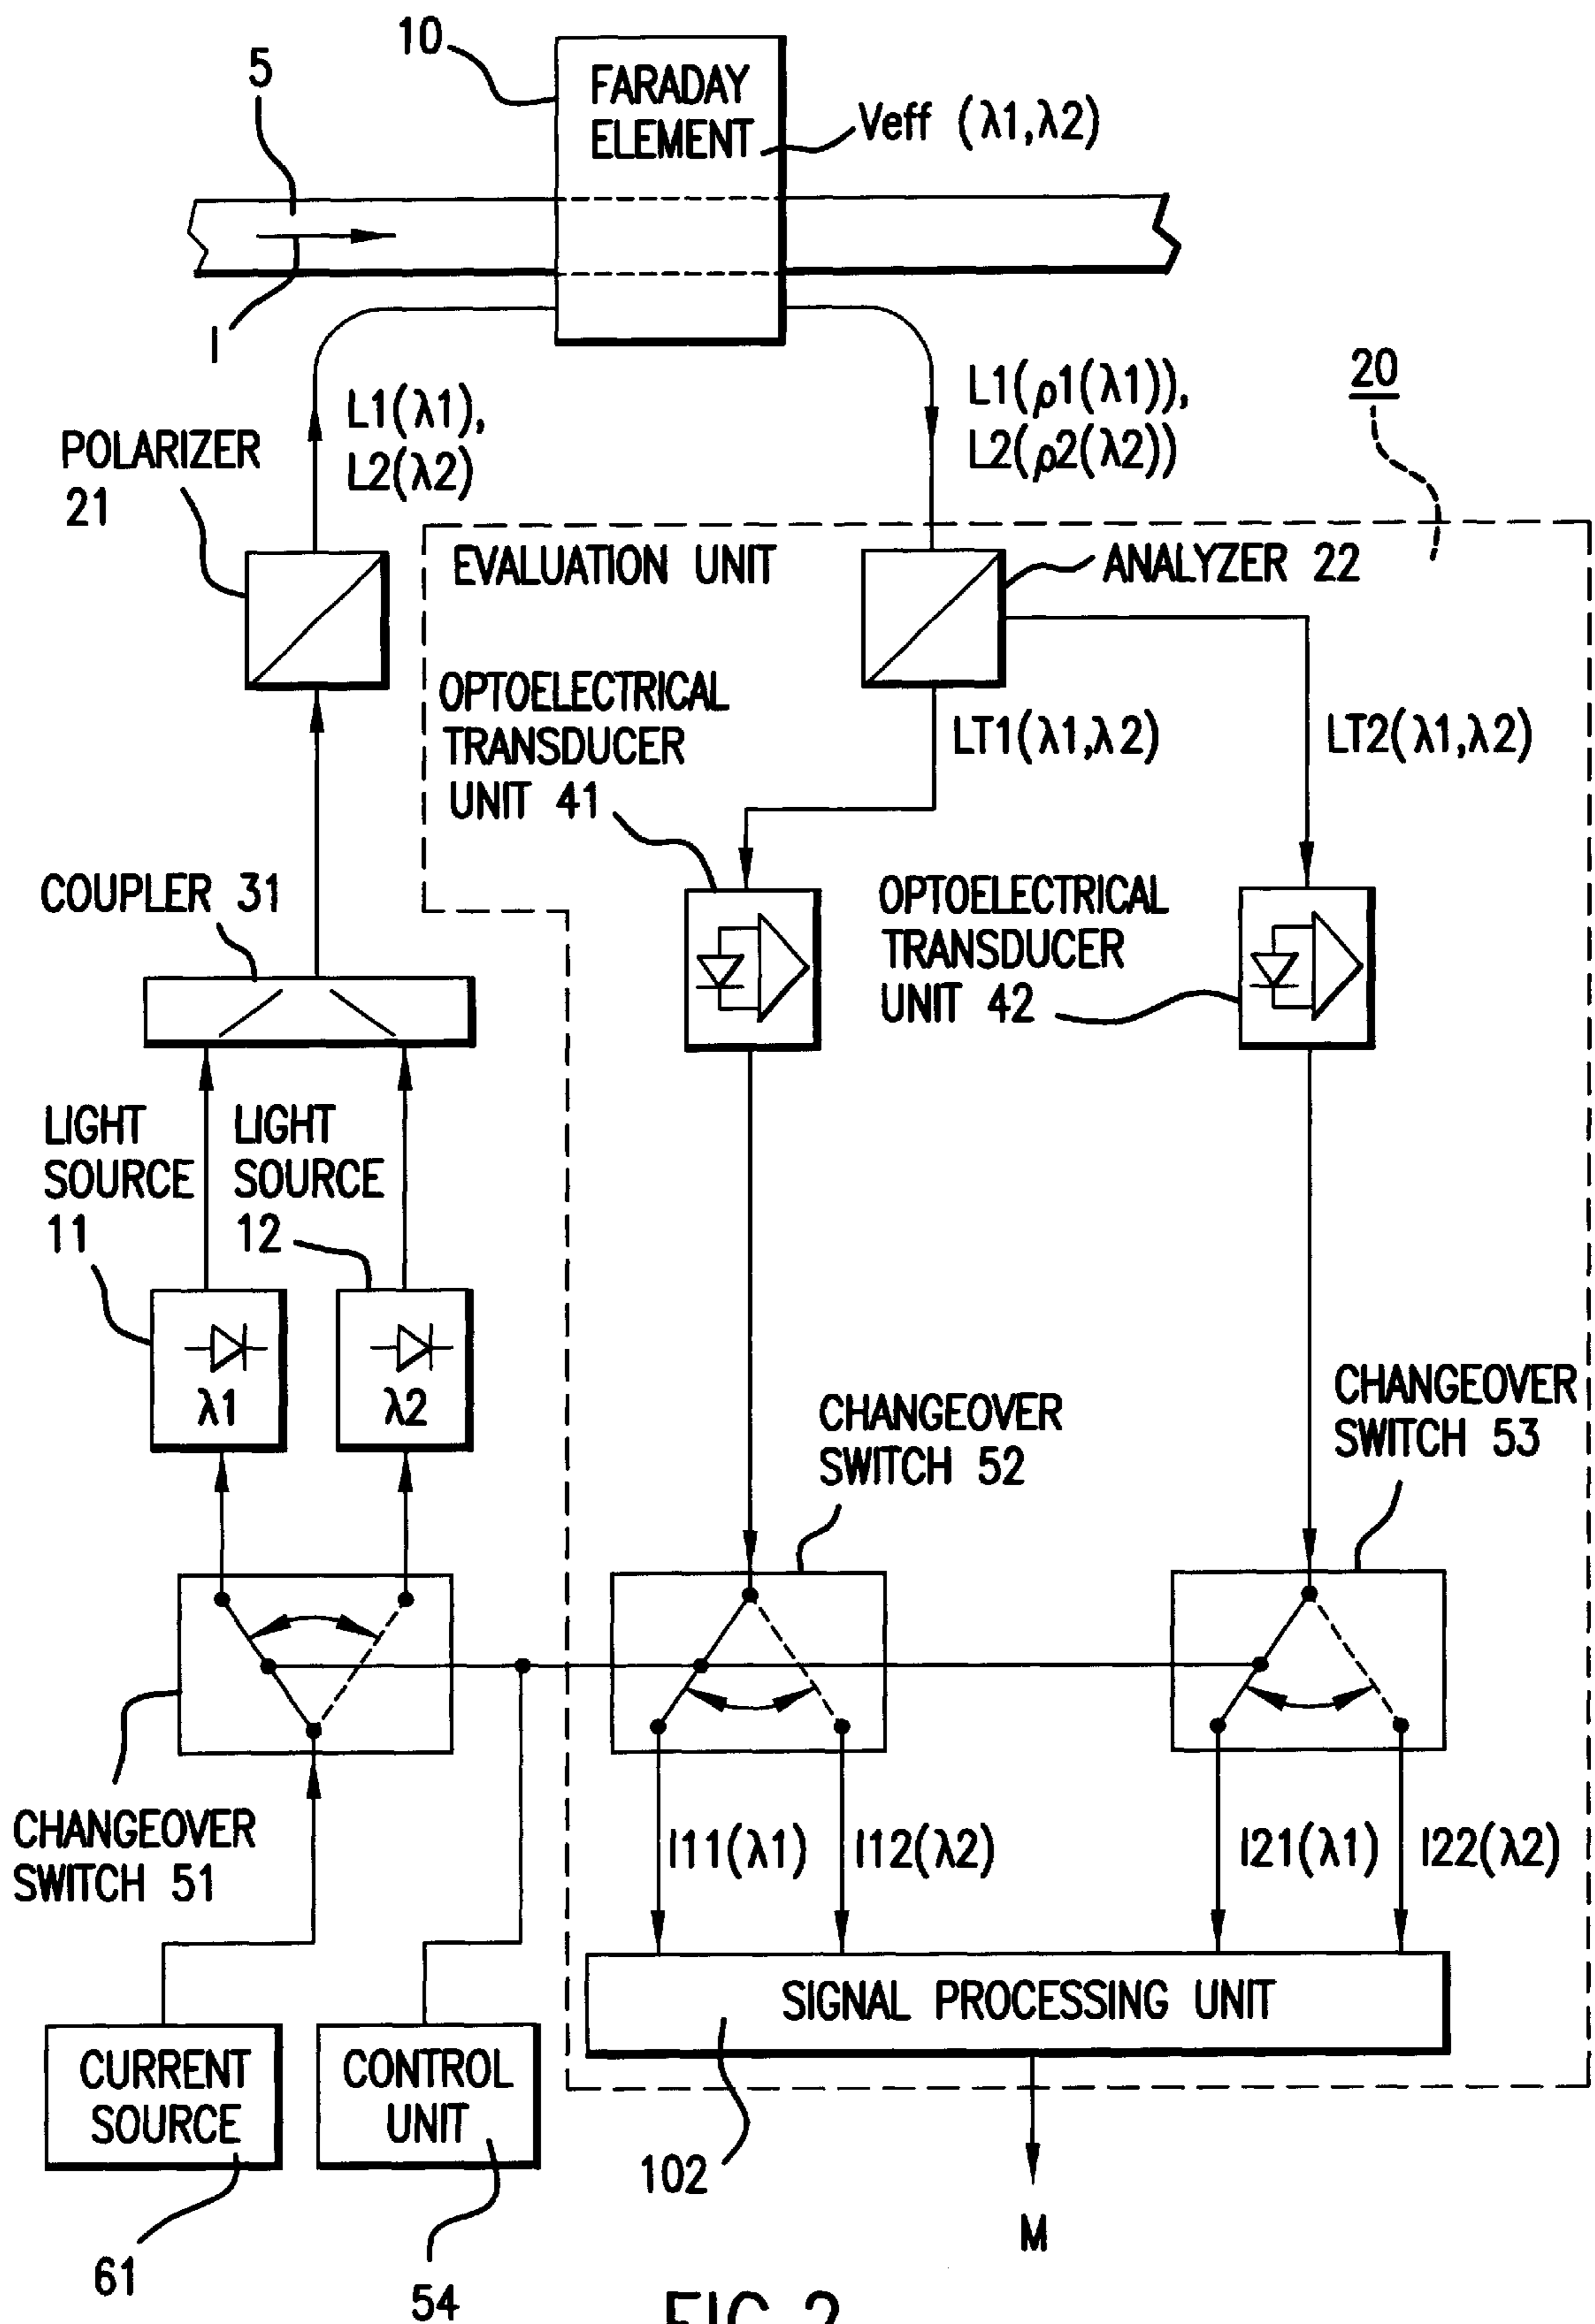 10
5
FARADAY
ELEMENT
Veff (λ1,λ2)
I
L1(λ1),
L2(λ2)
L1(ρ1(λ1)),
L2(ρ2(λ2))
20
POLARIZER
21
EVALUATION UNIT
ANALYZER 22
OPTOELECTRICAL
TRANSDUCER
UNIT 41
LT1(λ1,λ2)
LT2(λ1,λ2)
COUPLER 31
OPTOELECTRICAL
TRANSDUCER
UNIT 42
LIGHT
SOURCE
11
LIGHT
SOURCE
12
λ1
λ2
CHANGEOVER
SWITCH 52
CHANGEOVER
SWITCH 53
CHANGEOVER
SWITCH 51
I11(λ1)
I12(λ2)
I21(λ1)
I22(λ2)
SIGNAL PROCESSING UNIT
CURRENT
SOURCE
CONTROL
UNIT
102
M
61
54
FIG.2